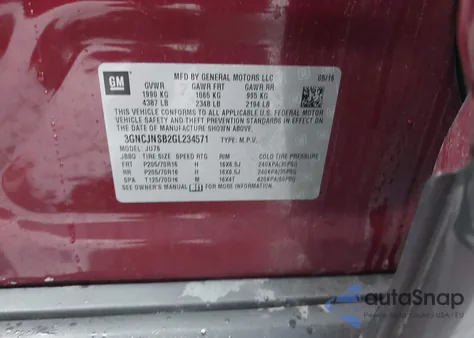 GM
MFD BY GENERAL MOTORS LLC 09/16
GVWR GAWR FRT GAWR RR
1990 KG 1065 KG 995 KG
4387 LB 2348 LB 2194 LB
THIS VEHICLE CONFORMS TO ALL APPLICABLE U.S. FEDERAL MOTOR
VEHICLE SAFETY AND THEFT PREVENTION STANDARDS IN EFFECT ON
THE DATE OF MANUFACTURE SHOWN ABOVE.
3GNCJNSB2GL234571 TYPE: M.P.V.
MODEL: JU76
TIRE SIZE SPEED RTG RIM COLD TIRE PRESSURE
FRT P205/70R16 H 16X6.5J 240KPA(35PSI)
RR P205/70R16 H 16X6.5J 240KPA(35PSI)
SPA T125/70D16 M 16X4T 420KPA(60PSI)
SEE OWNER MANUAL FOR MORE INFORMATION.
autoSnap